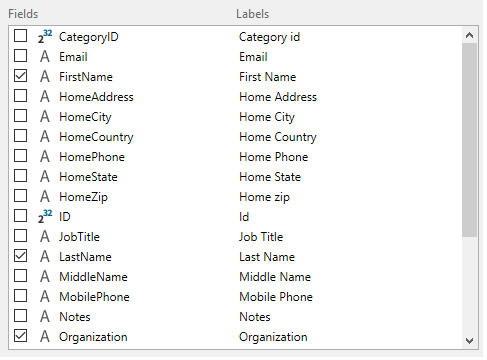 Fields Labels
2³² CategoryID Category id
A Email Email
A FirstName First Name
A HomeAddress Home Address
A HomeCity Home City
A HomeCountry Home Country
A HomePhone Home Phone
A HomeState Home State
A HomeZip Home zip
2³² ID Id
A JobTitle Job Title
A LastName Last Name
A MiddleName Middle Name
A MobilePhone Mobile Phone
A Notes Notes
A Organization Organization